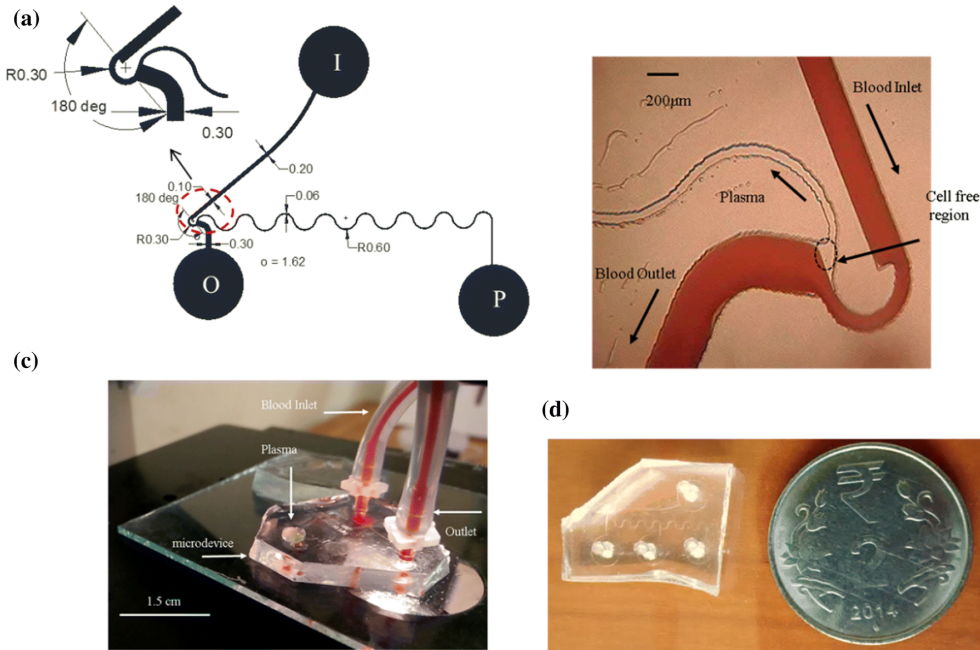 (a)
I
R0.30
180 deg
0.30
0.20
0.10
180 deg
0.06
R0.30
0.30
R0.60
o = 1.62
O
P
200µm
Blood Inlet
Plasma
Cell free
region
Blood Outlet
(c)
Blood Inlet
Plasma
Outlet
microdevice
1.5 cm
(d)
₹
2
2014